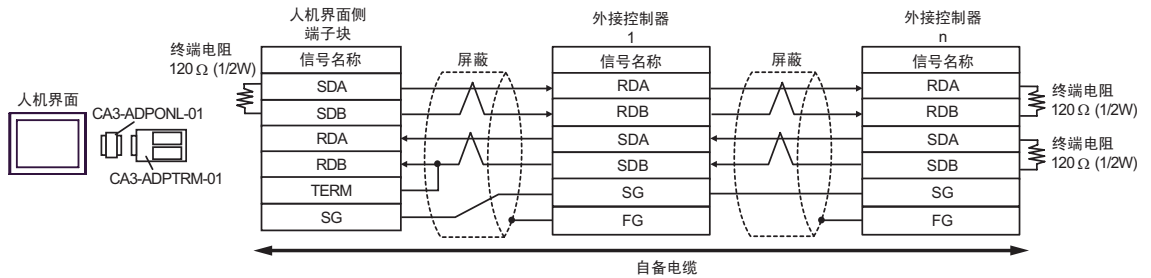 人机界面侧
端子块
外接控制器
1
外接控制器
n
终端电阻
120Ω (1/2W)
信号名称
屏蔽
信号名称
屏蔽
信号名称
SDA
RDA
RDA
SDB
RDB
RDB
RDA
SDA
SDA
RDB
SDB
SDB
TERM
SG
SG
SG
FG
FG
终端电阻
120Ω (1/2W)
终端电阻
120Ω (1/2W)
人机界面
CA3-ADPONL-01
CA3-ADPTRM-01
自备电缆